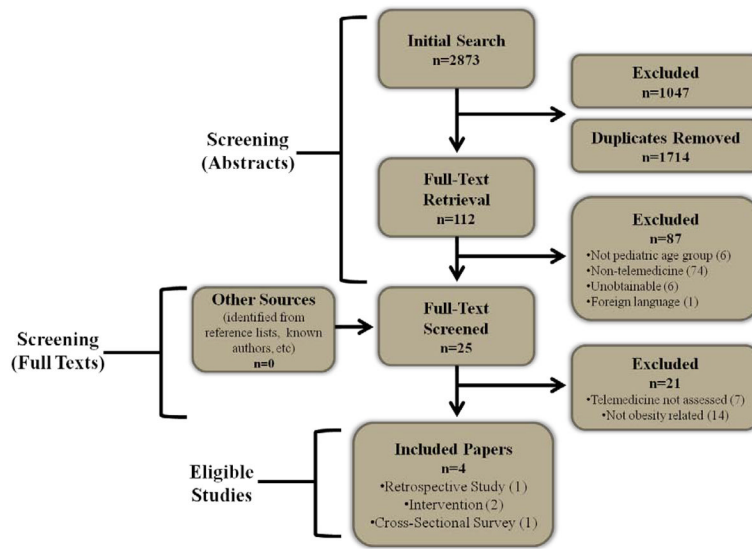 Initial Search
n=2873
Excluded
n=1047
Duplicates Removed
n=1714
Screening
(Abstracts)
Full-Text
Retrieval
n=112
Excluded
n=87
•Not pediatric age group (6)
•Non-telemedicine (74)
•Unobtainable (6)
•Foreign language (1)
Other Sources
(identified from
reference lists, known
authors, etc)
n=0
Full-Text
Screened
n=25
Screening
(Full Texts)
Excluded
n=21
•Telemedicine not assessed (7)
•Not obesity related (14)
Included Papers
n=4
•Retrospective Study (1)
•Intervention (2)
•Cross-Sectional Survey (1)
Eligible
Studies